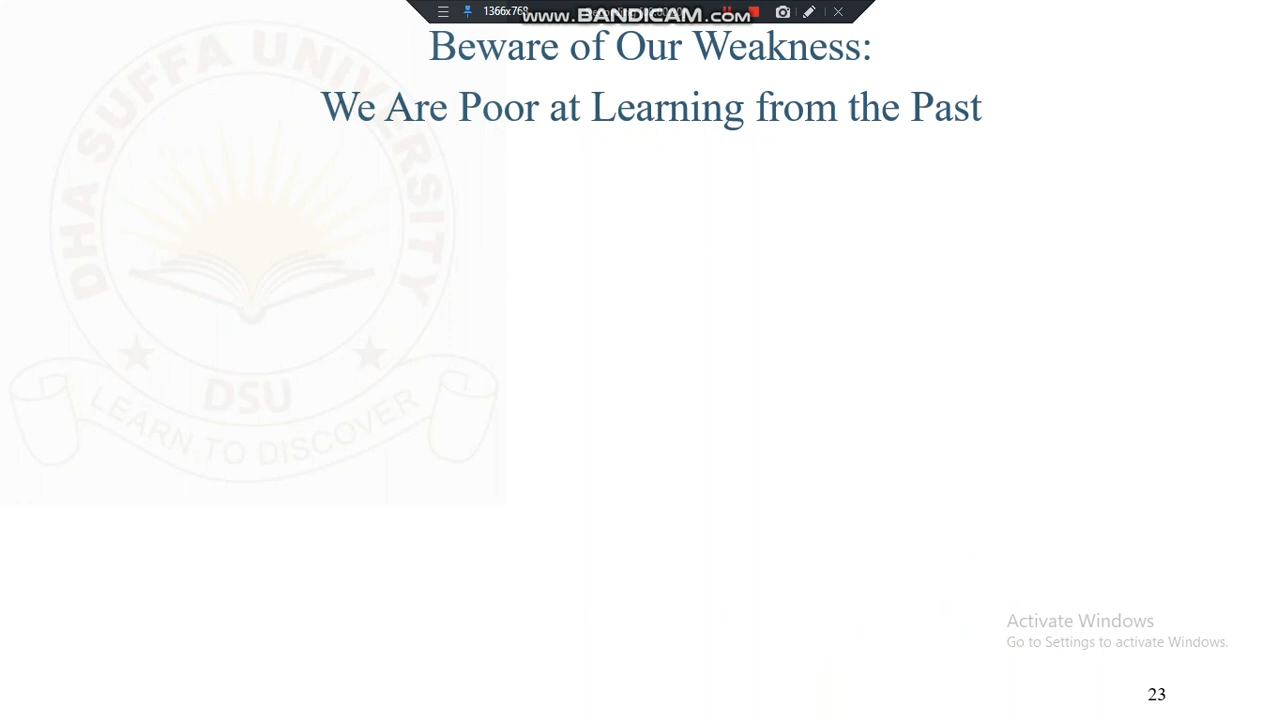 1366x768
www.BANDICAM.com
Beware of Our Weakness:
We Are Poor at Learning from the Past
DHA SUFFA UNIVERSITY
DSU
LEARN TO DISCOVER
Activate Windows
Go to Settings to activate Windows.
23